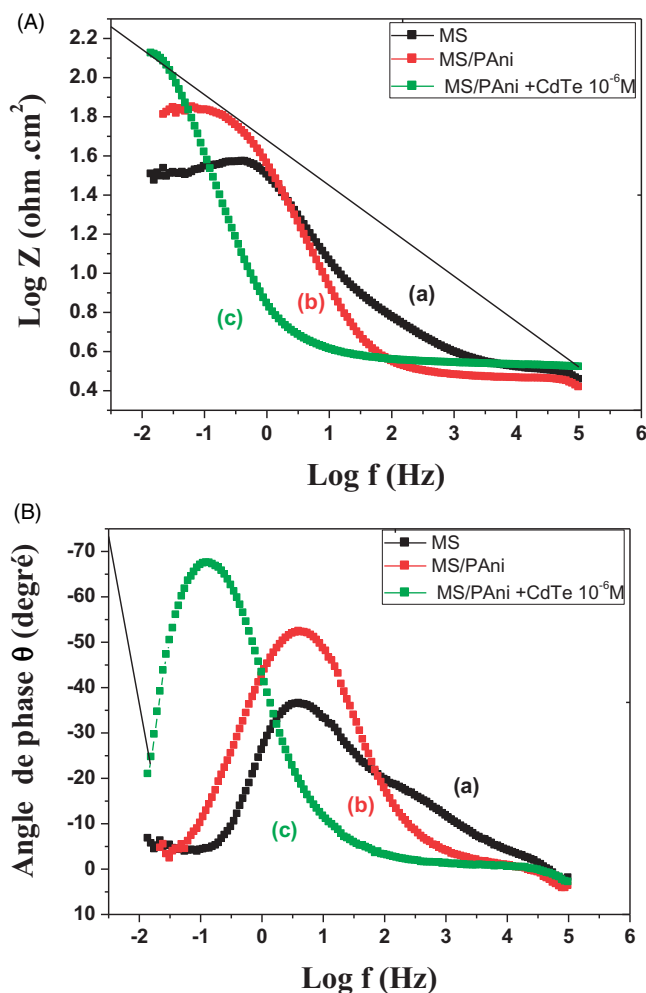 (A)
MS
MS/PAni
MS/PAni +CdTe 10⁻⁶M
2.2
2.0
1.8
1.6
1.4
1.2
1.0
0.8
0.6
0.4
Log Z (ohm .cm²)
(a)
(b)
(c)
-2 -1 0 1 2 3 4 5 6
Log f (Hz)
(B)
MS
MS/PAni
MS/PAni +CdTe 10⁻⁶M
-70
-60
-50
-40
-30
-20
-10
0
10
Angle de phase θ (degré)
(a)
(b)
(c)
-2 -1 0 1 2 3 4 5 6
Log f (Hz)